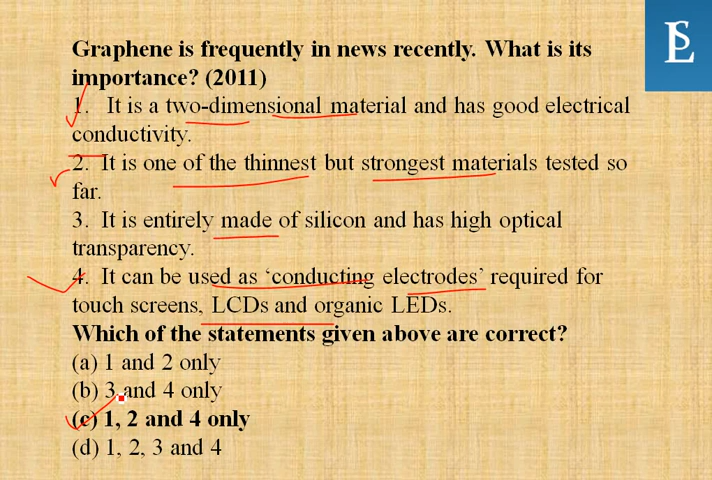 Graphene is frequently in news recently. What is its
importance? (2011)
1. It is a two-dimensional material and has good electrical
conductivity.
2. It is one of the thinnest but strongest materials tested so
far.
3. It is entirely made of silicon and has high optical
transparency.
4. It can be used as ‘conducting electrodes’ required for
touch screens, LCDs and organic LEDs.
Which of the statements given above are correct?
(a) 1 and 2 only
(b) 3 and 4 only
(c) 1, 2 and 4 only
(d) 1, 2, 3 and 4